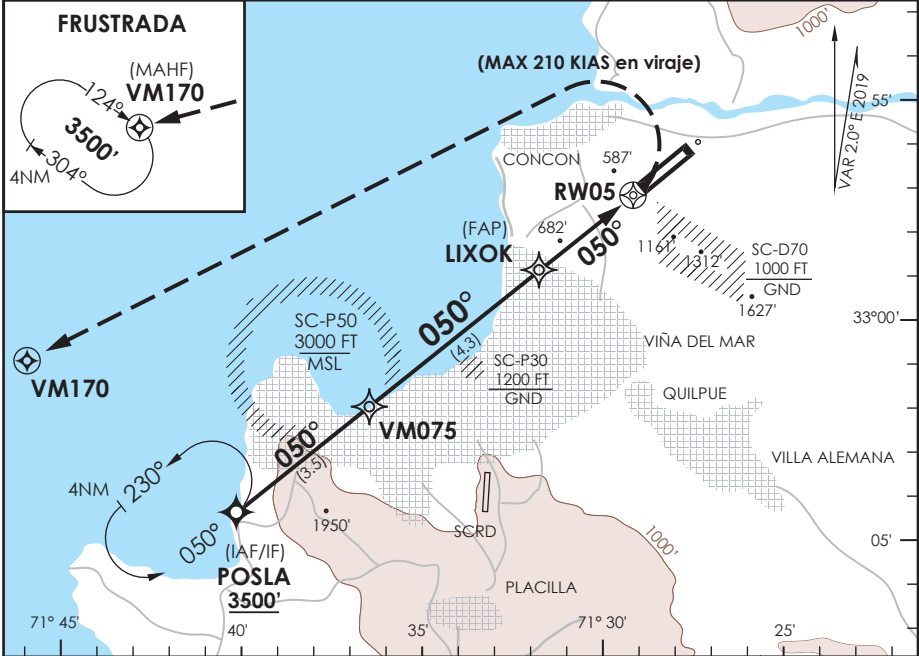 FRUSTRADA
(MAHF)
VM170
124°
3500'
304°
4NM
1000'
VAR 2.0° E 2019
(MAX 210 KIAS en viraje)
55'
CONCON
587'
RW05
050°
(FAP)
LIXOK
682'
1161'
1312'
SC-D70
1000 FT
GND
1627'
33°00'
SC-P50
3000 FT
MSL
050°
(4.3)
SC-P30
1200 FT
GND
VIÑA DEL MAR
VM170
VM075
QUILPUE
VILLA ALEMANA
050°
(3.5)
4NM
230°
050°
1950'
SCRD
1000'
05'
(IAF/IF)
POSLA
3500'
PLACILLA
71° 45'
40'
35'
71° 30'
25'